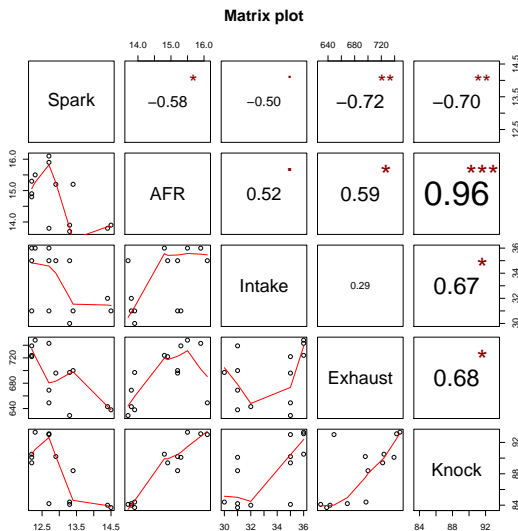 Matrix plot
14.0 15.0 16.0
640 680 720
Spark
*
−0.58
.
−0.50
**
−0.72
**
−0.70
12.5 13.5 14.5
14.0 15.0 16.0
AFR
.
0.52
*
0.59
***
0.96
Intake
0.29
*
0.67
30 32 34 36
640 680 720
Exhaust
*
0.68
Knock
84 88 92
12.5 13.5 14.5
30 32 34 36
84 88 92